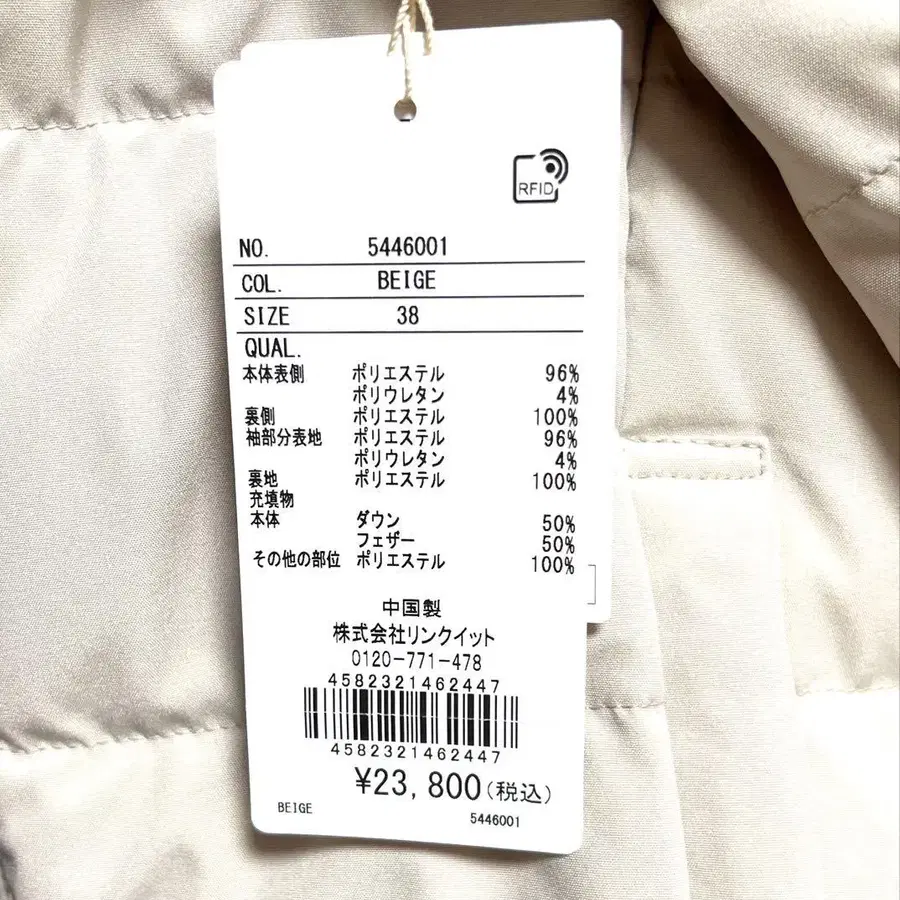 RFID
NO. 5446001
COL. BEIGE
SIZE 38
QUAL.
本体表側 ポリエステル 96%
ポリウレタン 4%
裏側 ポリエステル 100%
袖部分表地 ポリエステル 96%
ポリウレタン 4%
裏地 ポリエステル 100%
充填物
本体 ダウン 50%
フェザー 50%
その他の部位 ポリエステル 100%
中国製
株式会社リンクイット
0120-771-478
4582321462447
4582321462447
¥23,800(税込)
BEIGE 5446001